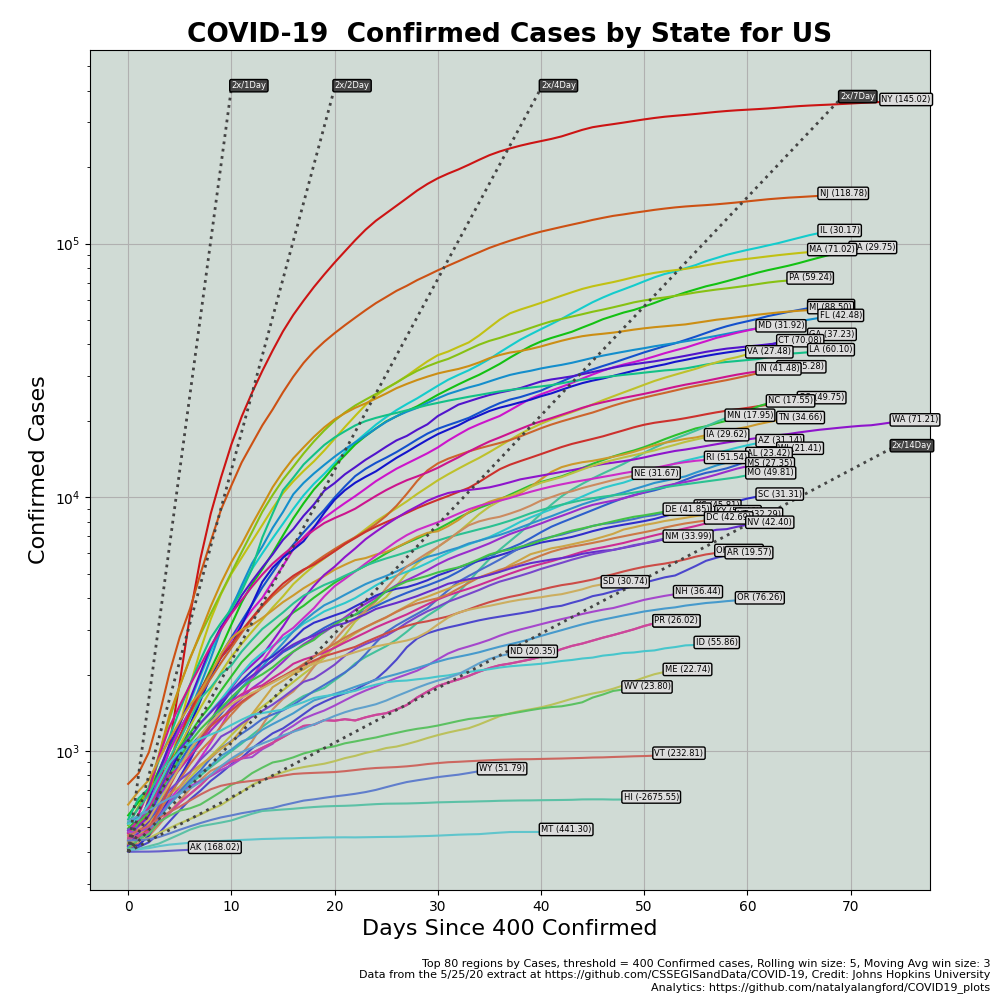 COVID-19  Confirmed Cases by State for US
2x/1Day
2x/2Day
2x/4Day
2x/7Day
NY (145.02)
NJ (118.78)
IL (30.17)
MA (71.02)
(29.75)
PA (59.24)
MI (88.50)
FL (42.48)
MD (31.92)
(37.23)
CT (70.08)
VA (27.48)
LA (60.10)
IN (41.48)
NC (17.55)
MN (17.95)
TN (34.66)
WA (71.21)
IA (29.62)
AZ (31.14)
2x/14Day
RI (51.54)
AL (23.42)
MS (27.35)
NE (31.67)
MO (49.81)
SC (31.31)
DE (41.85)
DC
NV (42.40)
NM (33.99)
AR (19.57)
SD (30.74)
NH (36.44)
OR (76.26)
PR (26.02)
ND (20.35)
ID (55.86)
ME (22.74)
WV (23.80)
VT (232.81)
WY (51.79)
HI (-2675.55)
MT (441.30)
AK (168.02)
10^5
10^4
10^3
Confirmed Cases
0 10 20 30 40 50 60 70
Days Since 400 Confirmed
Top 80 regions by Cases, threshold = 400 Confirmed cases, Rolling win size: 5, Moving Avg win size: 3
Data from the 5/25/20 extract at https://github.com/CSSEGISandData/COVID-19, Credit: Johns Hopkins University
Analytics: https://github.com/natalyalangford/COVID19_plots